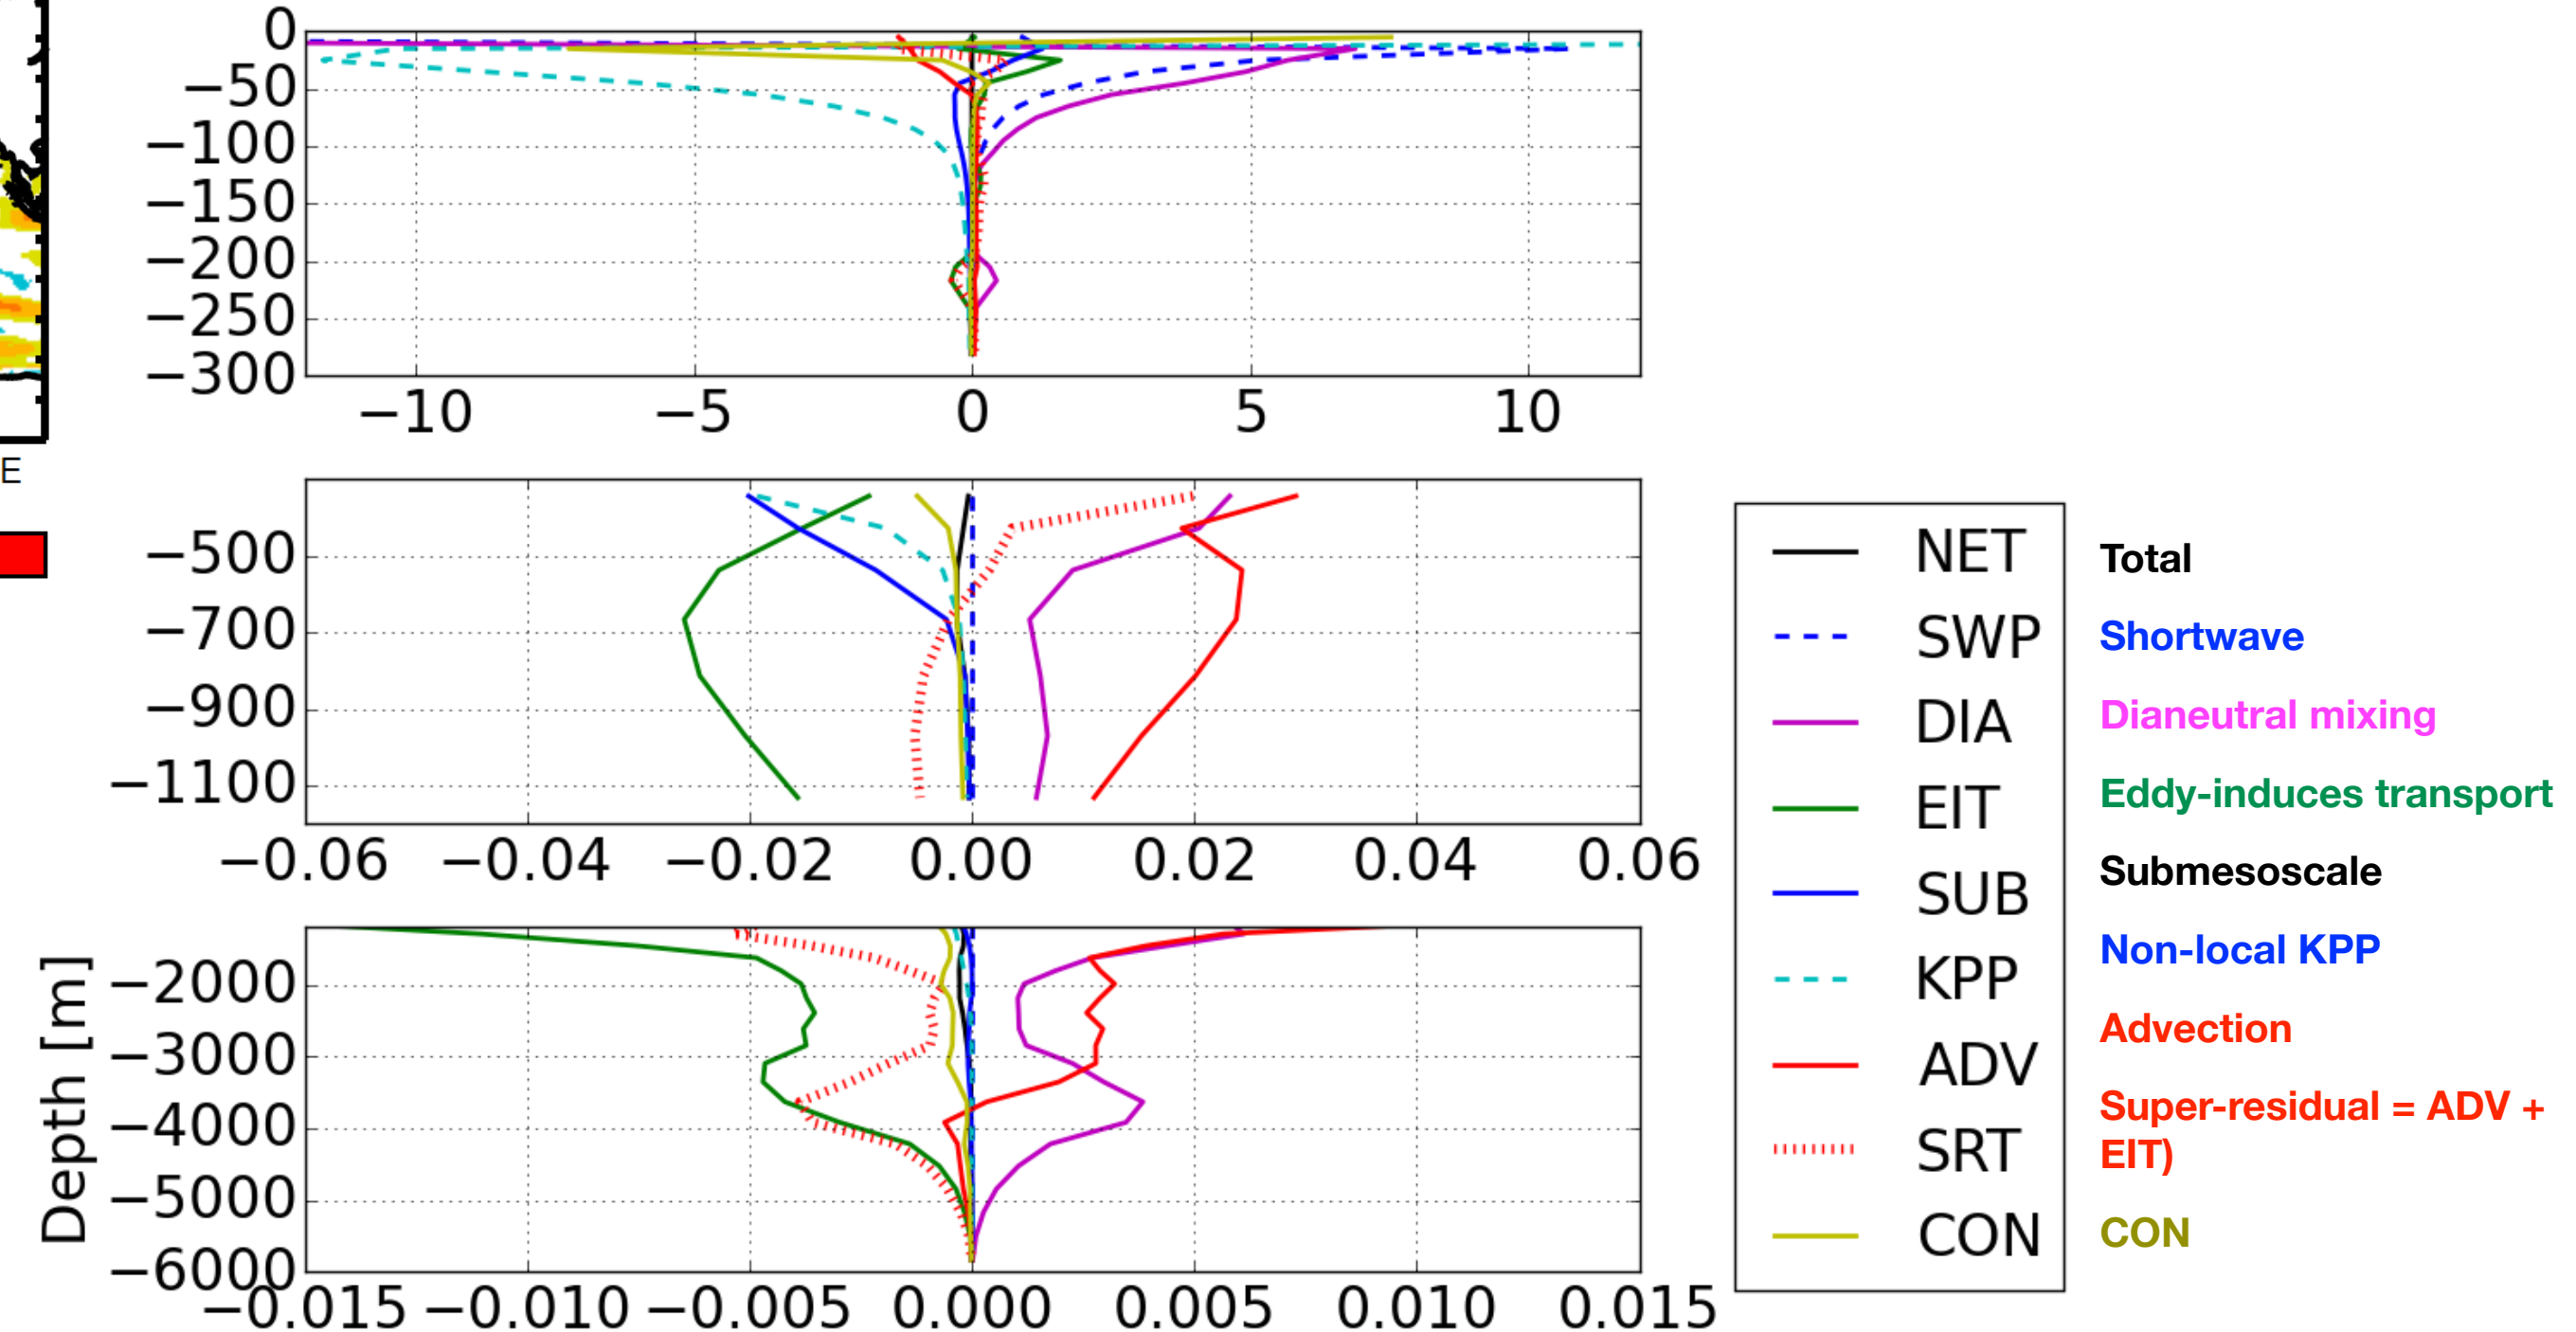 0
−50
−100
−150
−200
−250
−300
−10 −5 0 5 10
E
−500
−700
−900
−1100
−0.06 −0.04 −0.02 0.00 0.02 0.04 0.06
Depth [m]
−2000
−3000
−4000
−5000
−6000
−0.015 −0.010 −0.005 0.000 0.005 0.010 0.015
NET Total
SWP Shortwave
DIA Dianeutral mixing
EIT Eddy-induces transport
SUB Submesoscale
KPP Non-local KPP
ADV Advection
SRT Super-residual = ADV +
EIT)
CON CON